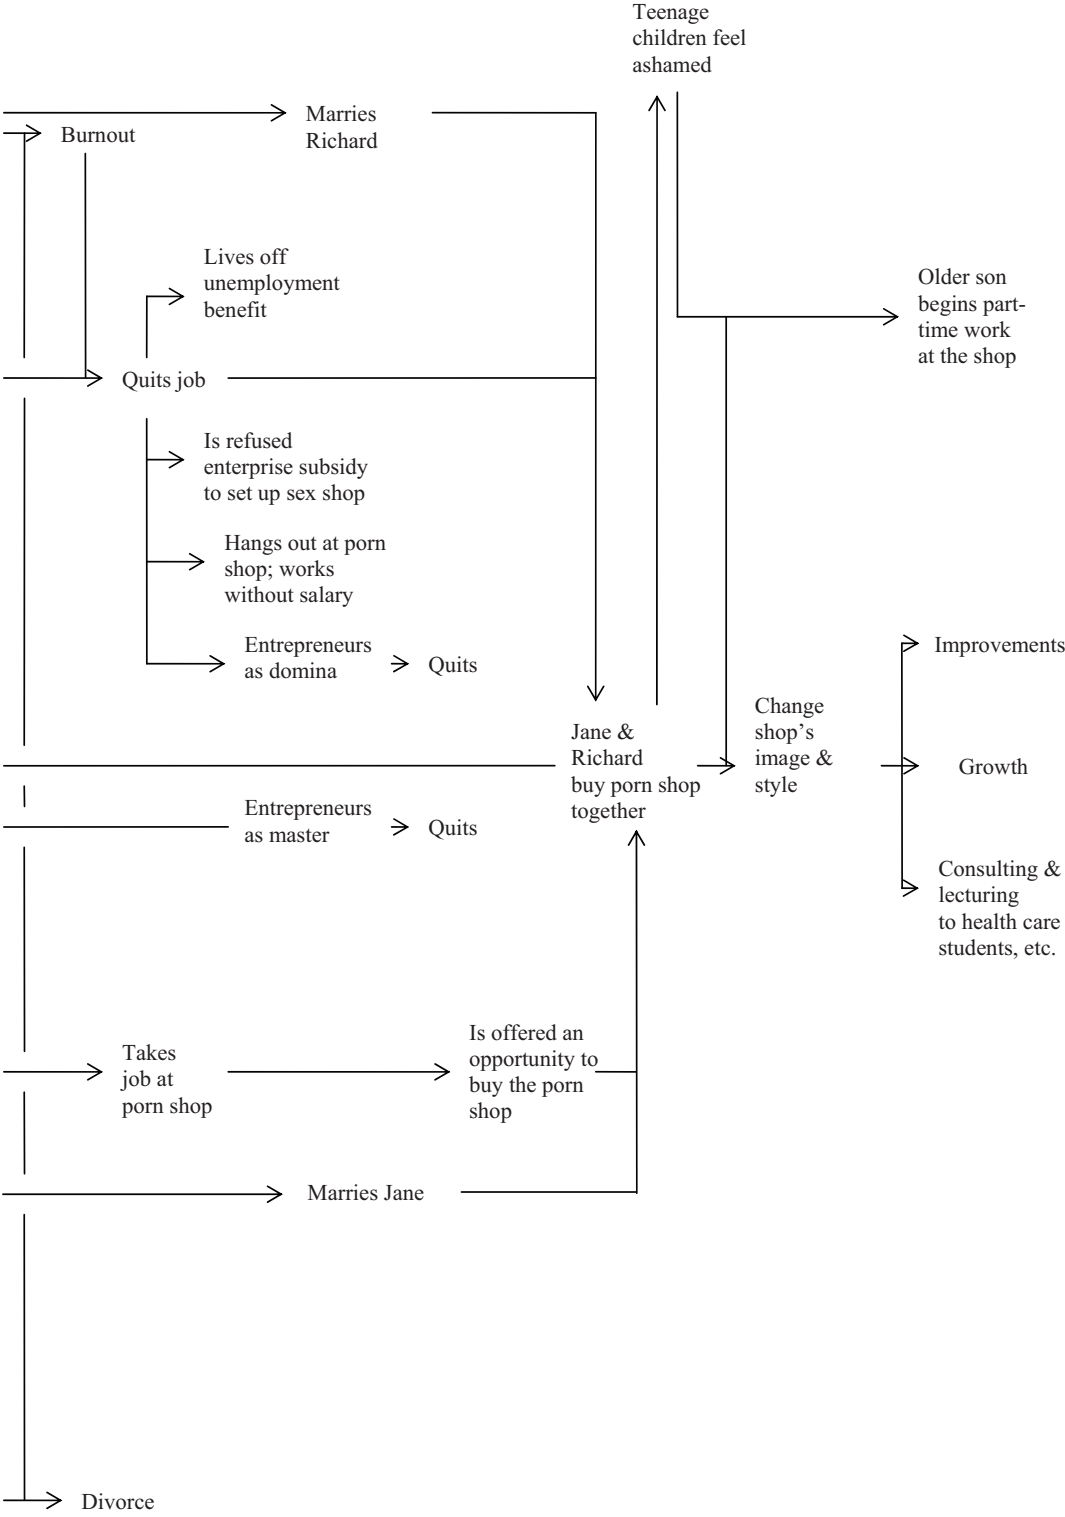 Teenage
children feel
ashamed
Marries
Richard
Burnout
Lives off
unemployment
benefit
Older son
begins part-
time work
at the shop
Quits job
Is refused
enterprise subsidy
to set up sex shop
Hangs out at porn
shop; works
without salary
Entrepreneurs
as domina
Quits
Improvements
Jane &
Richard
buy porn shop
together
Change
shop’s
image &
style
Growth
Entrepreneurs
as master
Quits
Consulting &
lecturing
to health care
students, etc.
Takes
job at
porn shop
Is offered an
opportunity to
buy the porn
shop
Marries Jane
Divorce